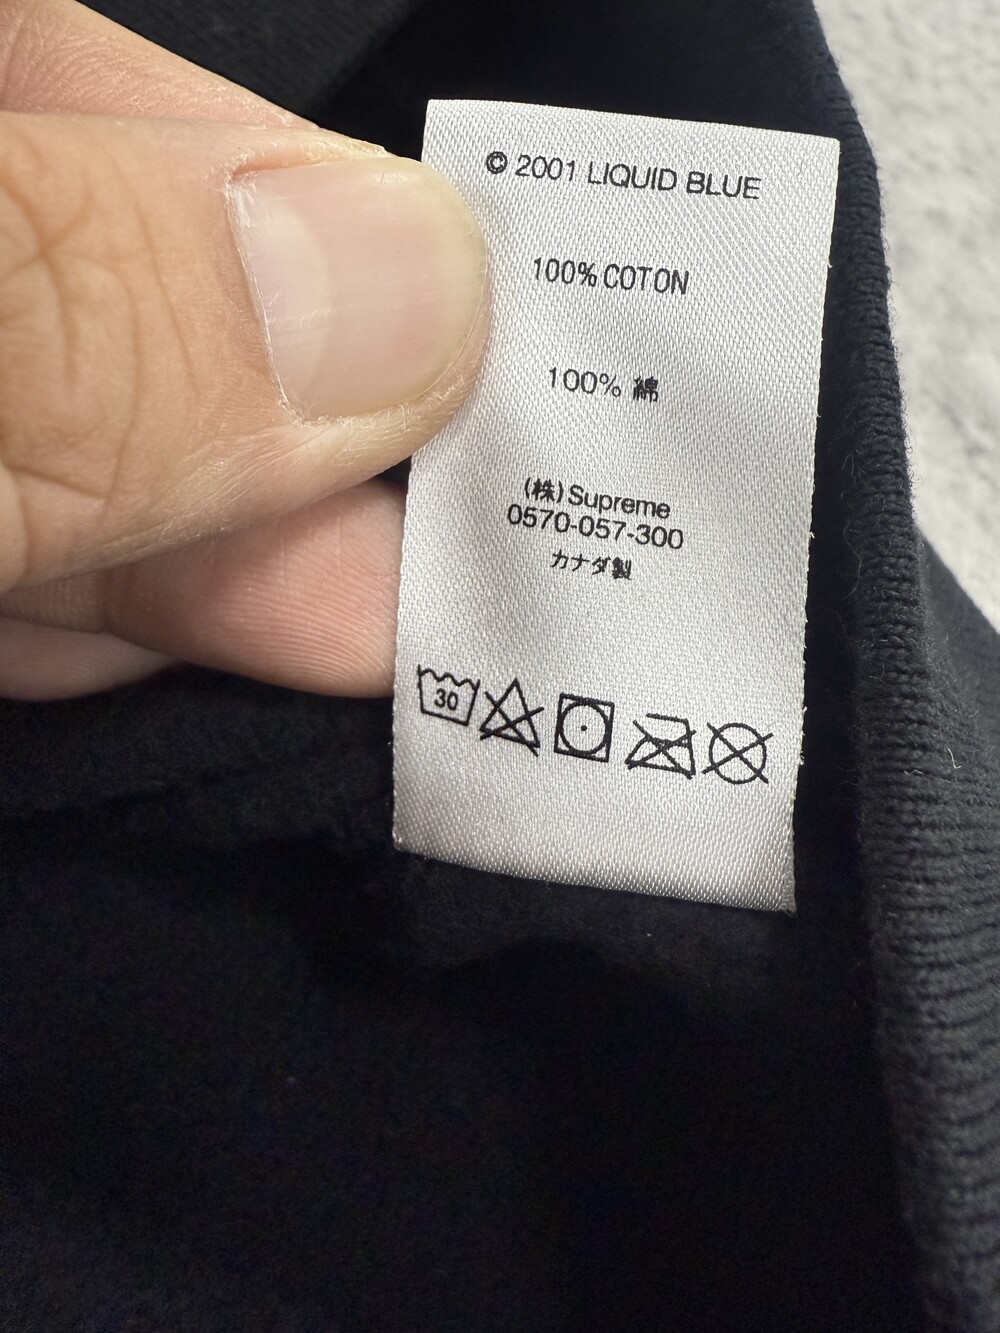 © 2001 LIQUID BLUE
100% COTON
100% 綿
(株) Supreme
0570-057-300
カナダ製
30